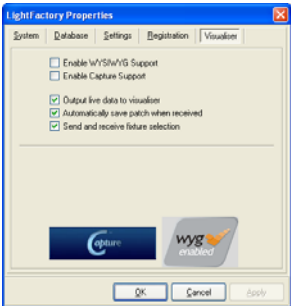 LightFactory Properties
System Database Settings Registration Visualiser
Enable WYSIWYG Support
Enable Capture Support
Output live data to visualiser
Automatically save patch when received
Send and receive fixture selection
Capture
wyg
enabled
OK Cancel Apply